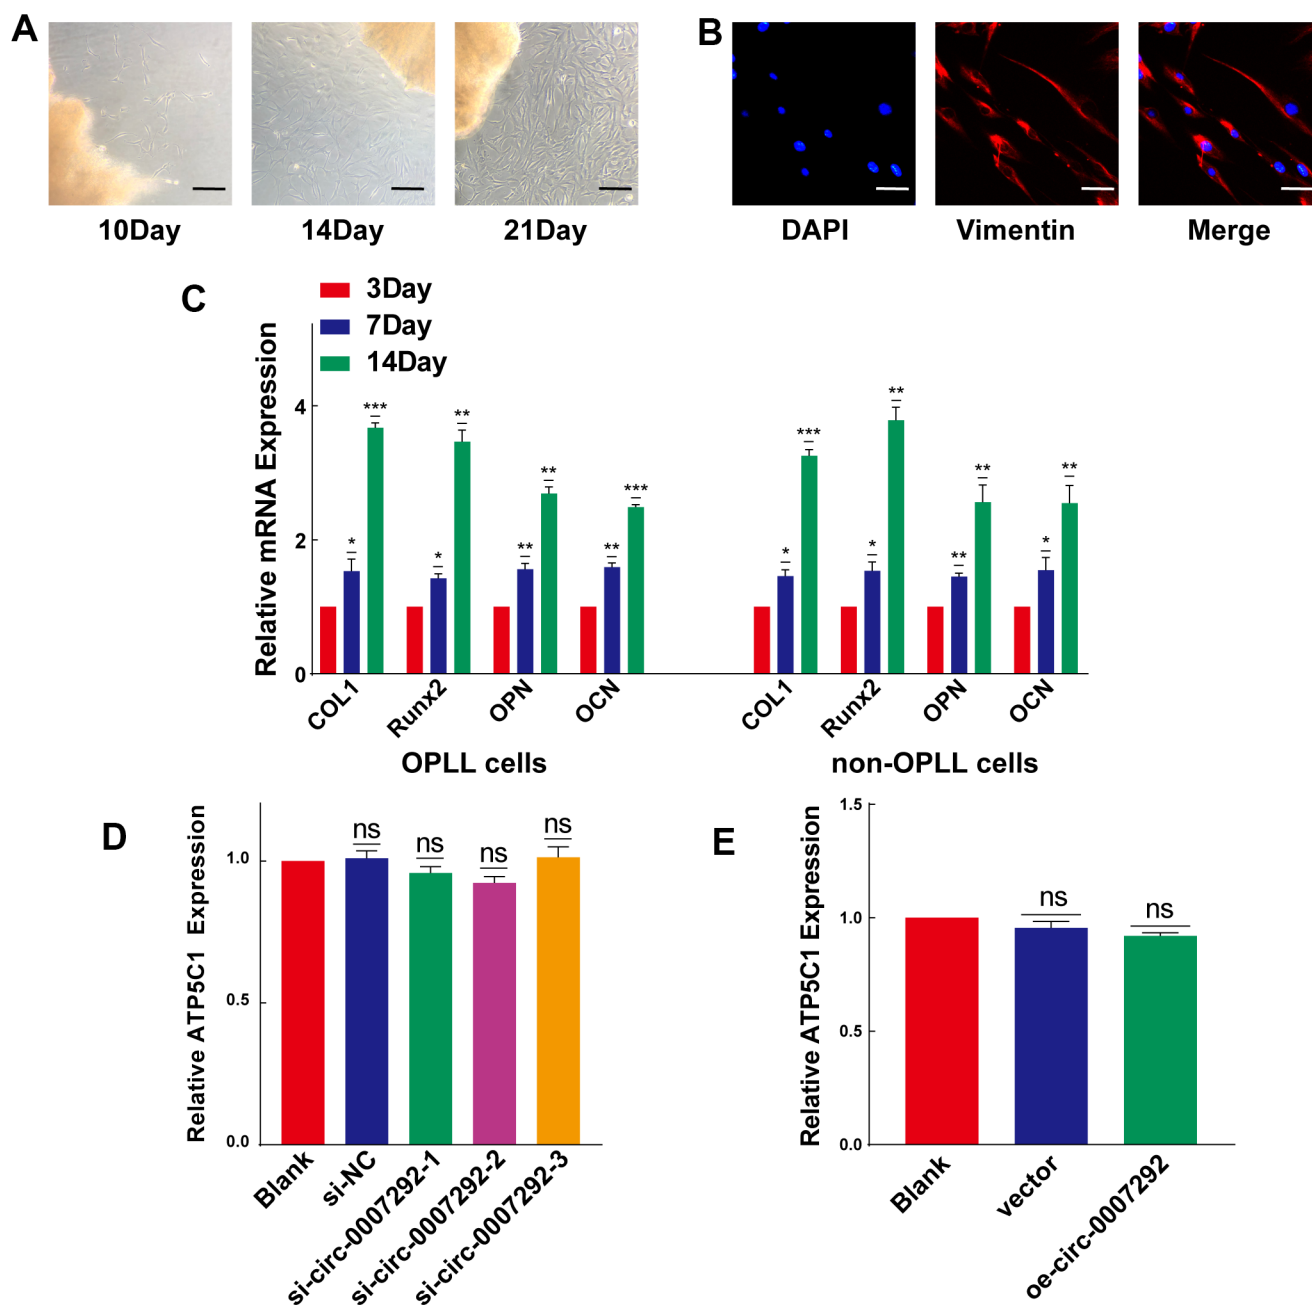 A
10Day
14Day
21Day
B
DAPI
Vimentin
Merge
C
3Day
7Day
14Day
Relative mRNA Expression
4
2
0
*
***
*
**
**
**
**
***
*
***
*
**
**
**
*
**
COL1
Runx2
OPN
OCN
COL1
Runx2
OPN
OCN
OPLL cells
non-OPLL cells
D
Relative ATP5C1 Expression
1.0
0.5
0.0
ns
ns
ns
ns
Blank
si-NC
si-circ-0007292-1
si-circ-0007292-2
si-circ-0007292-3
E
Relative ATP5C1 Expression
1.5
1.0
0.5
0.0
ns
ns
Blank
vector
oe-circ-0007292